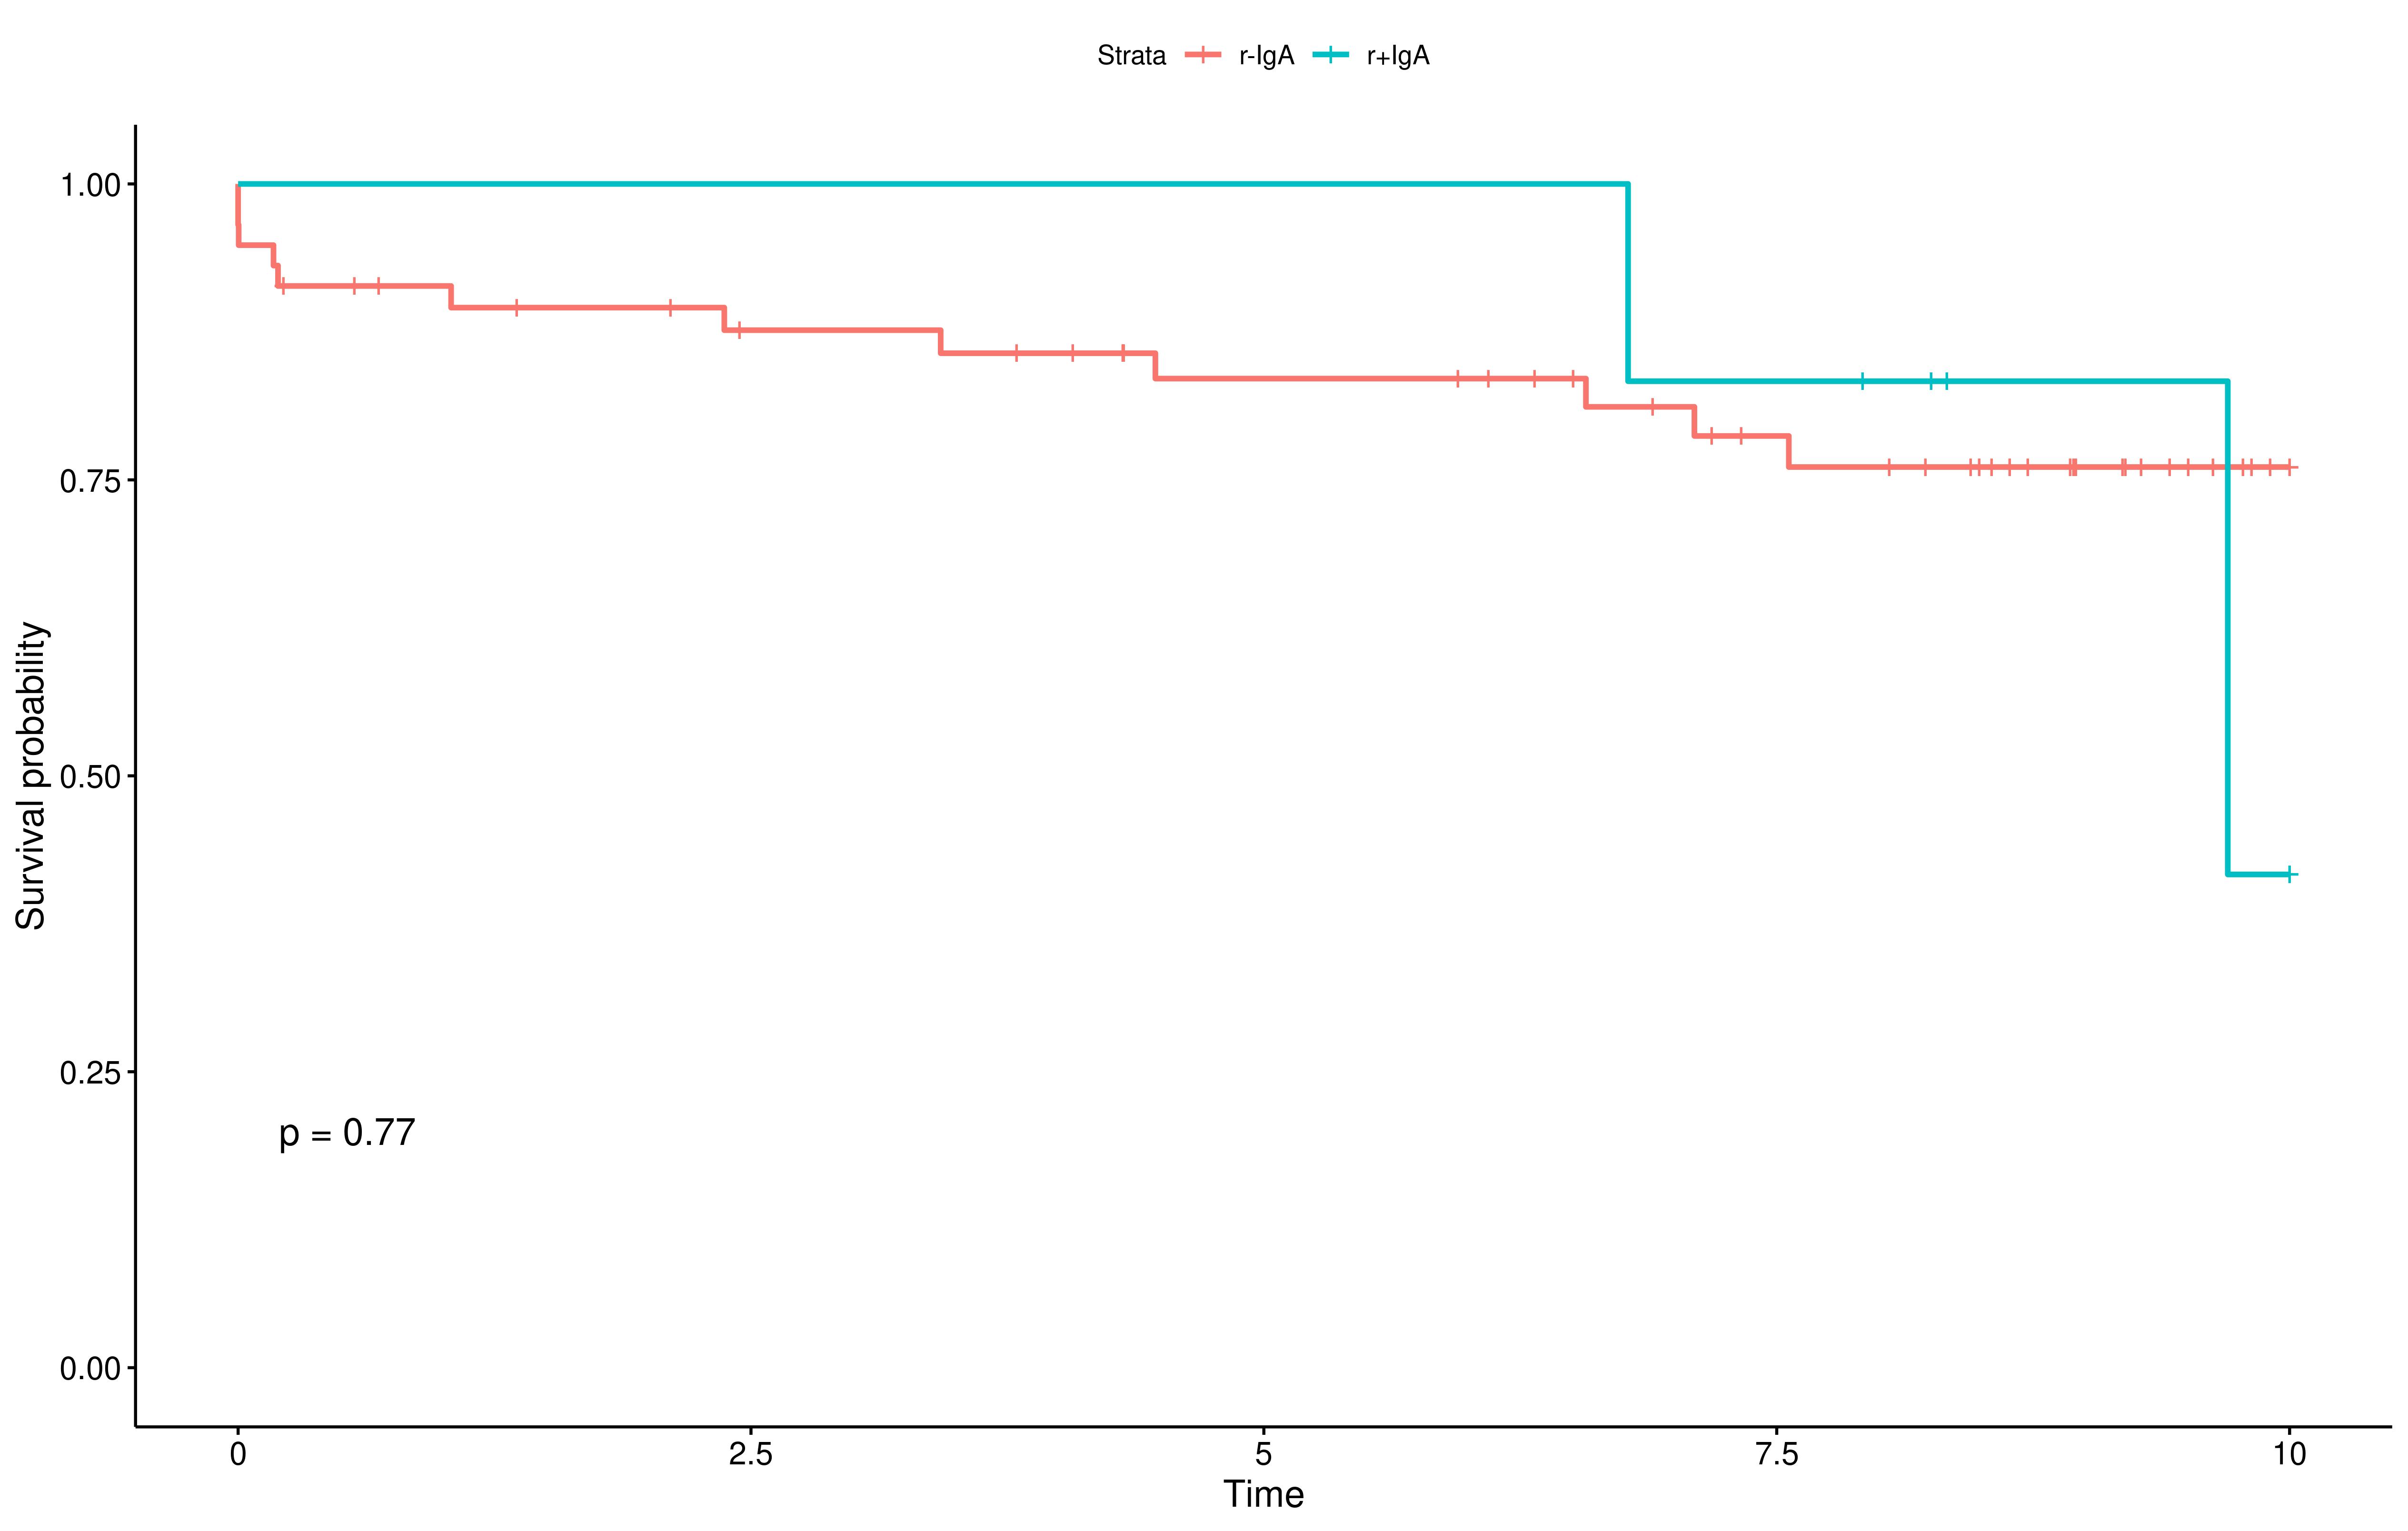 Strata r-IgA r+IgA
1.00
0.75
0.50
0.25
0.00
Survival probability
p = 0.77
0 2.5 5 7.5 10
Time